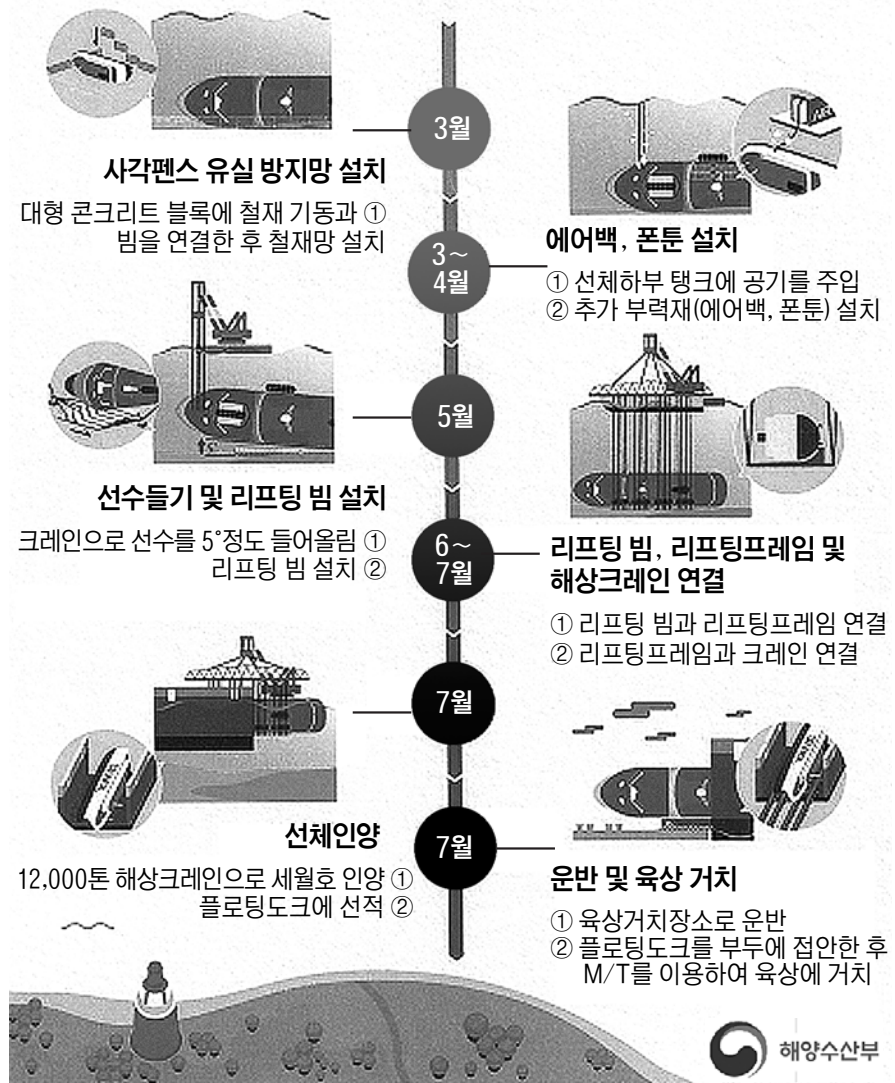 3월
사각펜스 유실 방지망 설치
대형 콘크리트 블록에 철재 기동과 ①
빔을 연결한 후 철재망 설치
3～
4월
에어백, 폰툰 설치
① 선체하부 탱크에 공기를 주입
② 추가 부력재(에어백, 폰툰) 설치
5월
선수들기 및 리프팅 빔 설치
크레인으로 선수를 5°정도 들어올림 ①
리프팅 빔 설치 ②
6～
7월
리프팅 빔, 리프팅프레임 및
해상크레인 연결
① 리프팅 빔과 리프팅프레임 연결
② 리프팅프레임과 크레인 연결
7월
선체인양
12,000톤 해상크레인으로 세월호 인양 ①
플로팅도크에 선적 ②
7월
운반 및 육상 거치
① 육상거치장소로 운반
② 플로팅도크를 부두에 접안한 후
M/T를 이용하여 육상에 거치
해양수산부